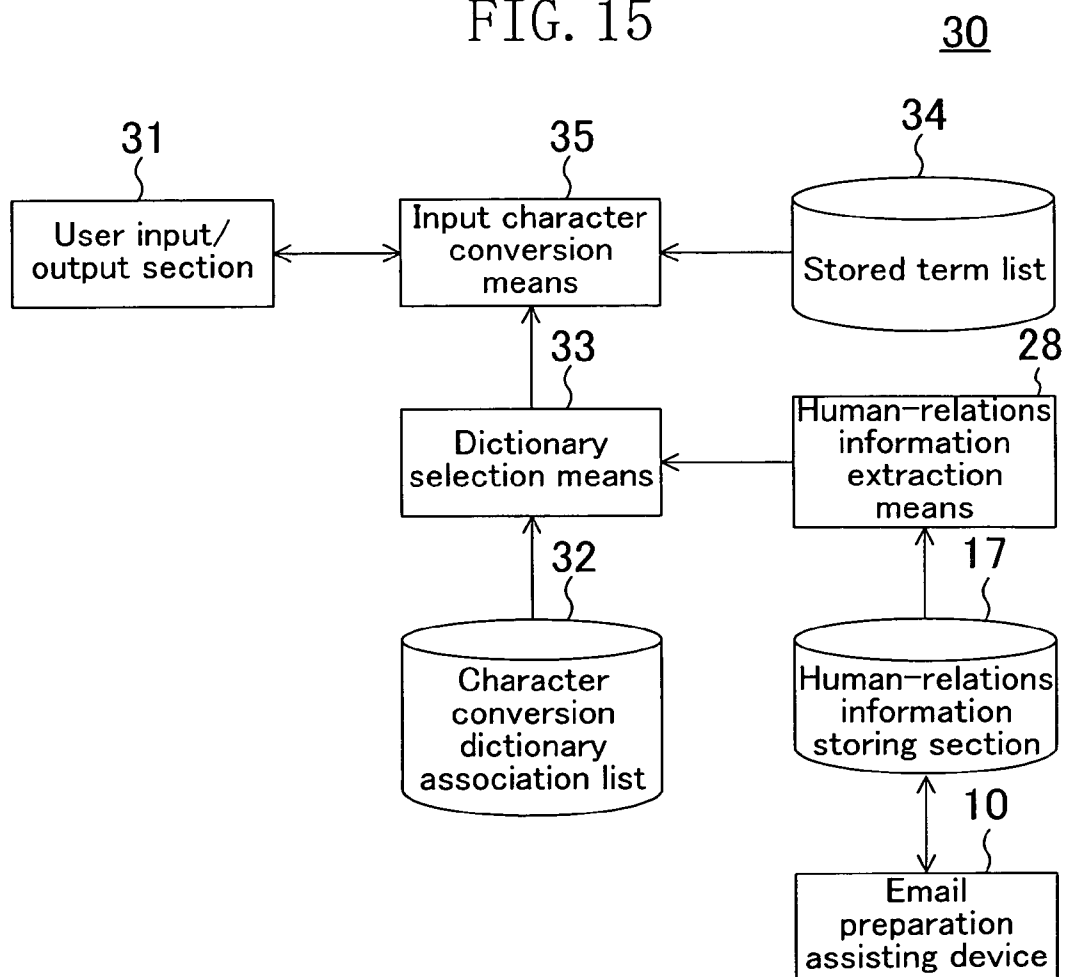 FIG. 15
30
31
35
34
User input/
output section
Input character
conversion
means
Stored term list
33
28
Dictionary
selection means
Human-relations
information
extraction
means
32
17
Character
conversion
dictionary
association list
Human-relations
information
storing section
10
Email
preparation
assisting device